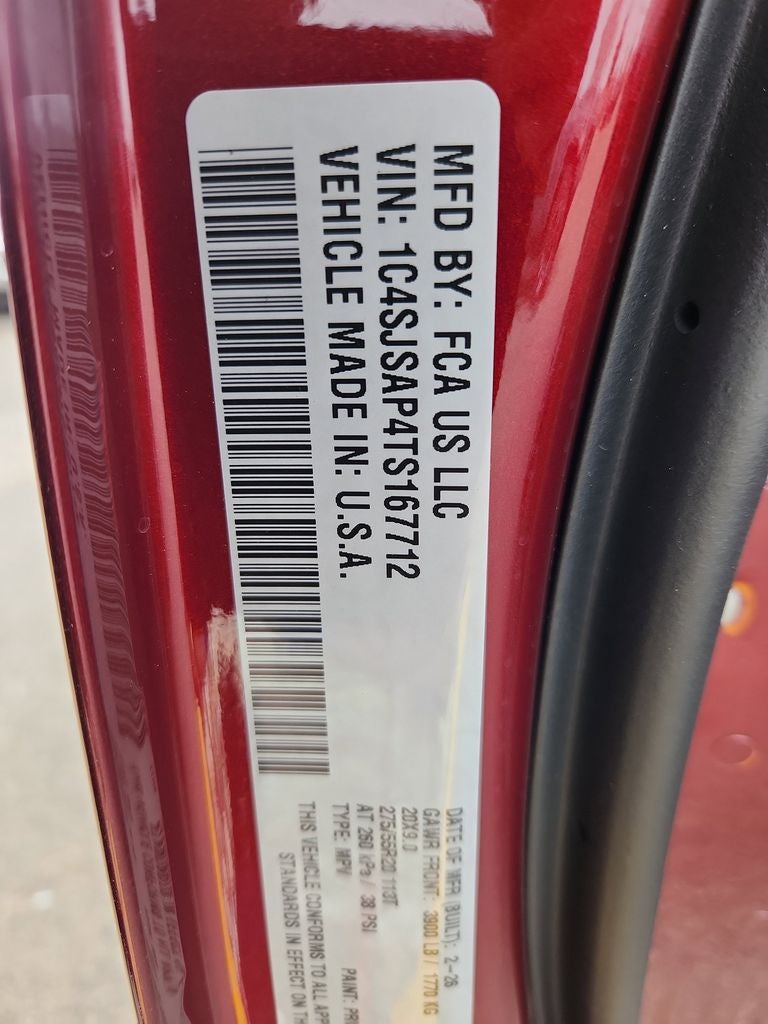 MFD BY: FCA US LLC
VIN: 1C4SJSAP4TS167712
VEHICLE MADE IN: U.S.A.
DATE OF MFR (BUILT): 2-26
GAWR FRONT: 3900 LB / 1770 KG
20X9.0
275/55R20 113T
AT 260 kPa / 38 PSI
TYPE: MPV PAINT: PR
THIS VEHICLE CONFORMS TO ALL APP
STANDARDS IN EFFECT ON TH